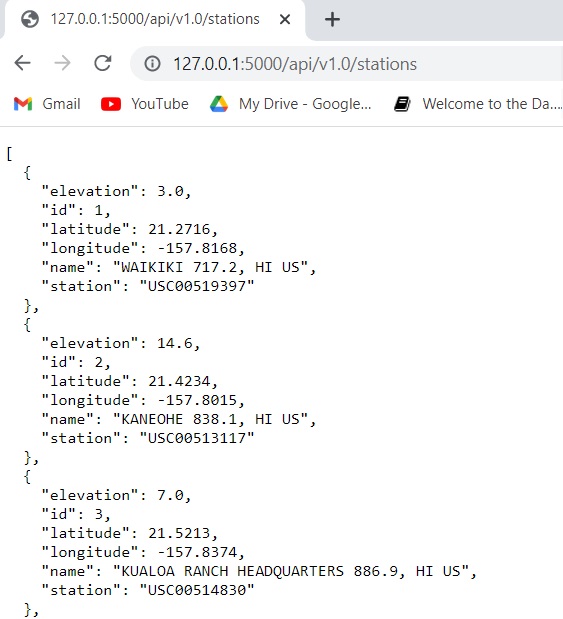 127.0.0.1:5000/api/v1.0/stations
127.0.0.1:5000/api/v1.0/stations
Gmail YouTube My Drive - Google... Welcome to the Da....
[
  {
    "elevation": 3.0,
    "id": 1,
    "latitude": 21.2716,
    "longitude": -157.8168,
    "name": "WAIKIKI 717.2, HI US",
    "station": "USC00519397"
  },
  {
    "elevation": 14.6,
    "id": 2,
    "latitude": 21.4234,
    "longitude": -157.8015,
    "name": "KANEOHE 838.1, HI US",
    "station": "USC00513117"
  },
  {
    "elevation": 7.0,
    "id": 3,
    "latitude": 21.5213,
    "longitude": -157.8374,
    "name": "KUALOA RANCH HEADQUARTERS 886.9, HI US",
    "station": "USC00514830"
  },